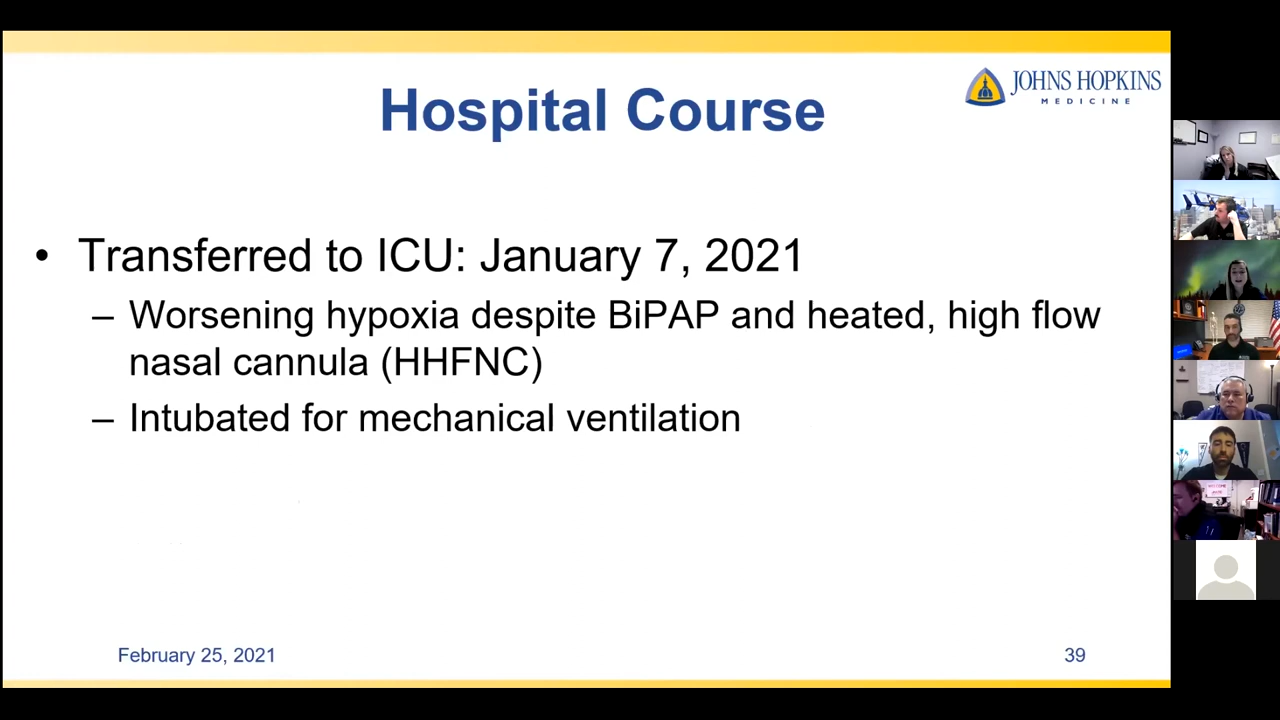 JOHNS HOPKINS
MEDICINE
Hospital Course
• Transferred to ICU: January 7, 2021
– Worsening hypoxia despite BiPAP and heated, high flow
nasal cannula (HHFNC)
– Intubated for mechanical ventilation
February 25, 2021
39